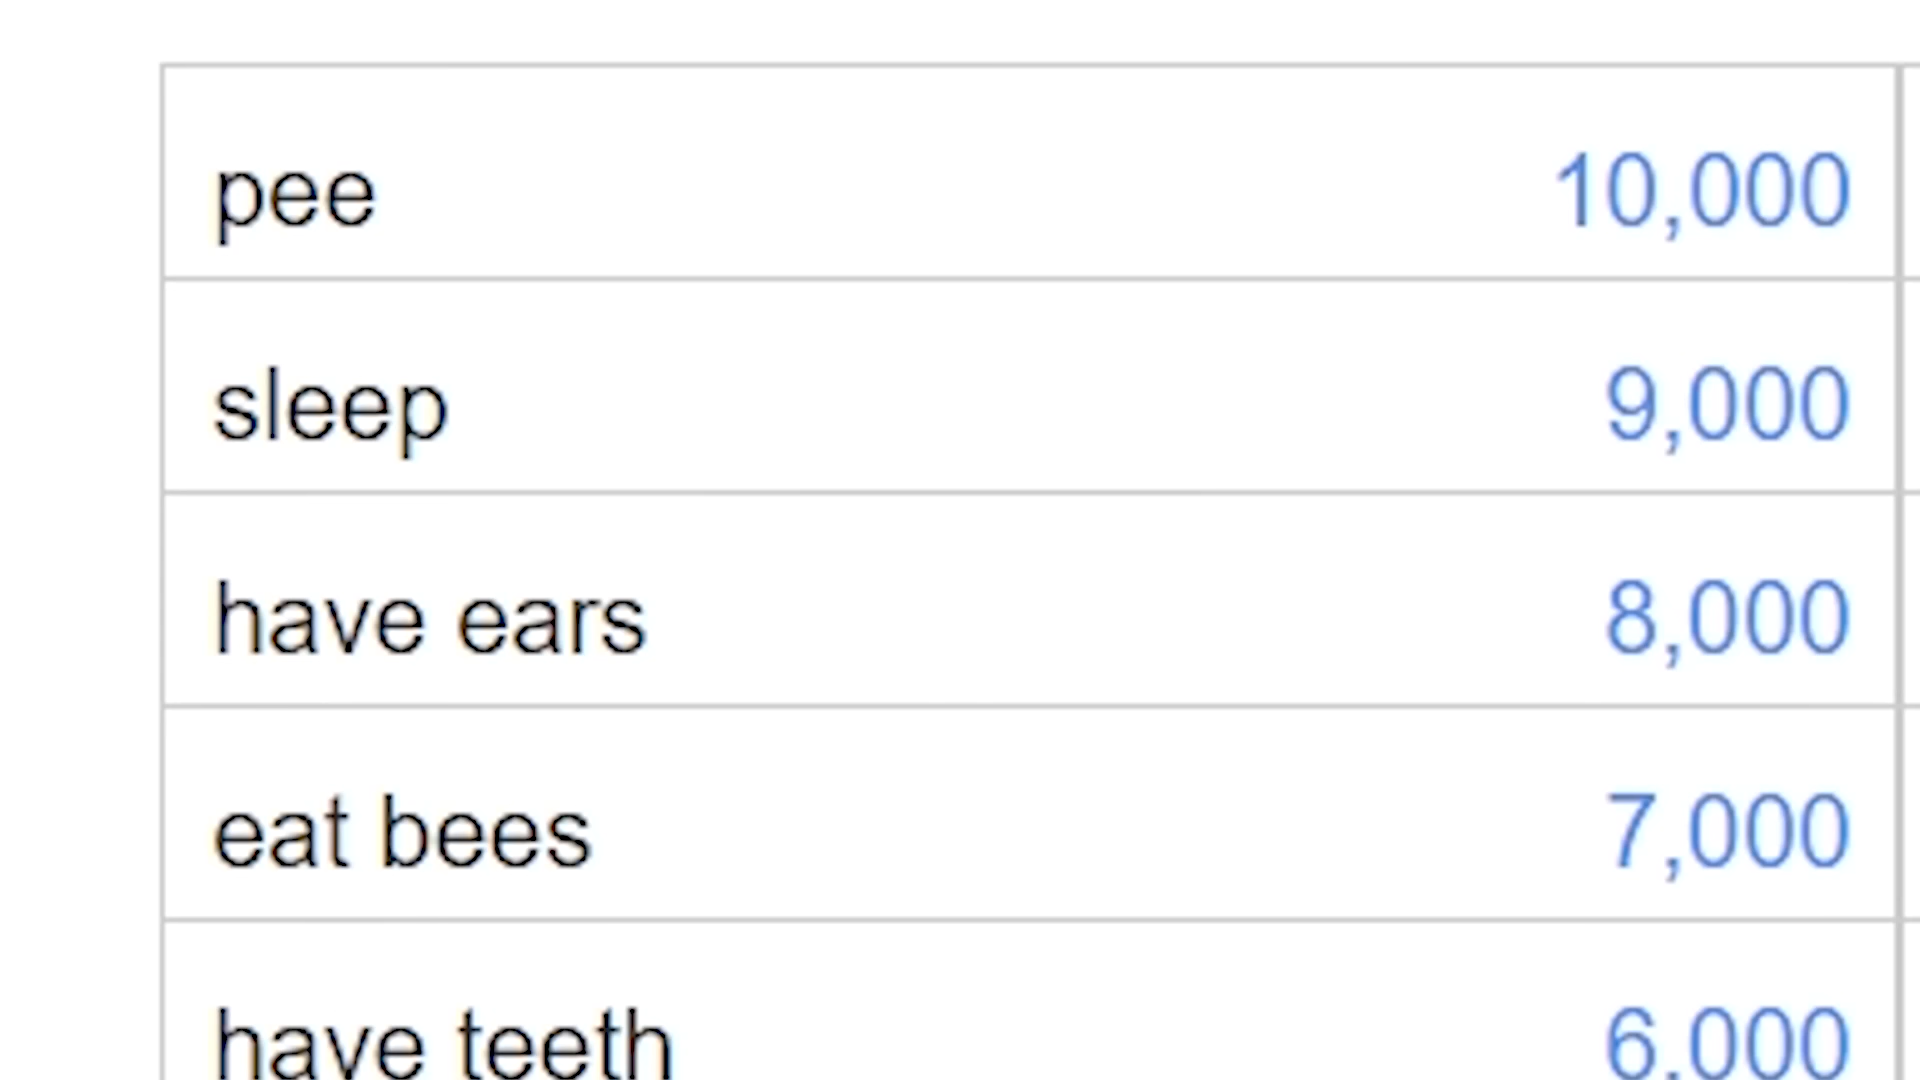 pee 10,000
sleep 9,000
have ears 8,000
eat bees 7,000
have teeth 6,000